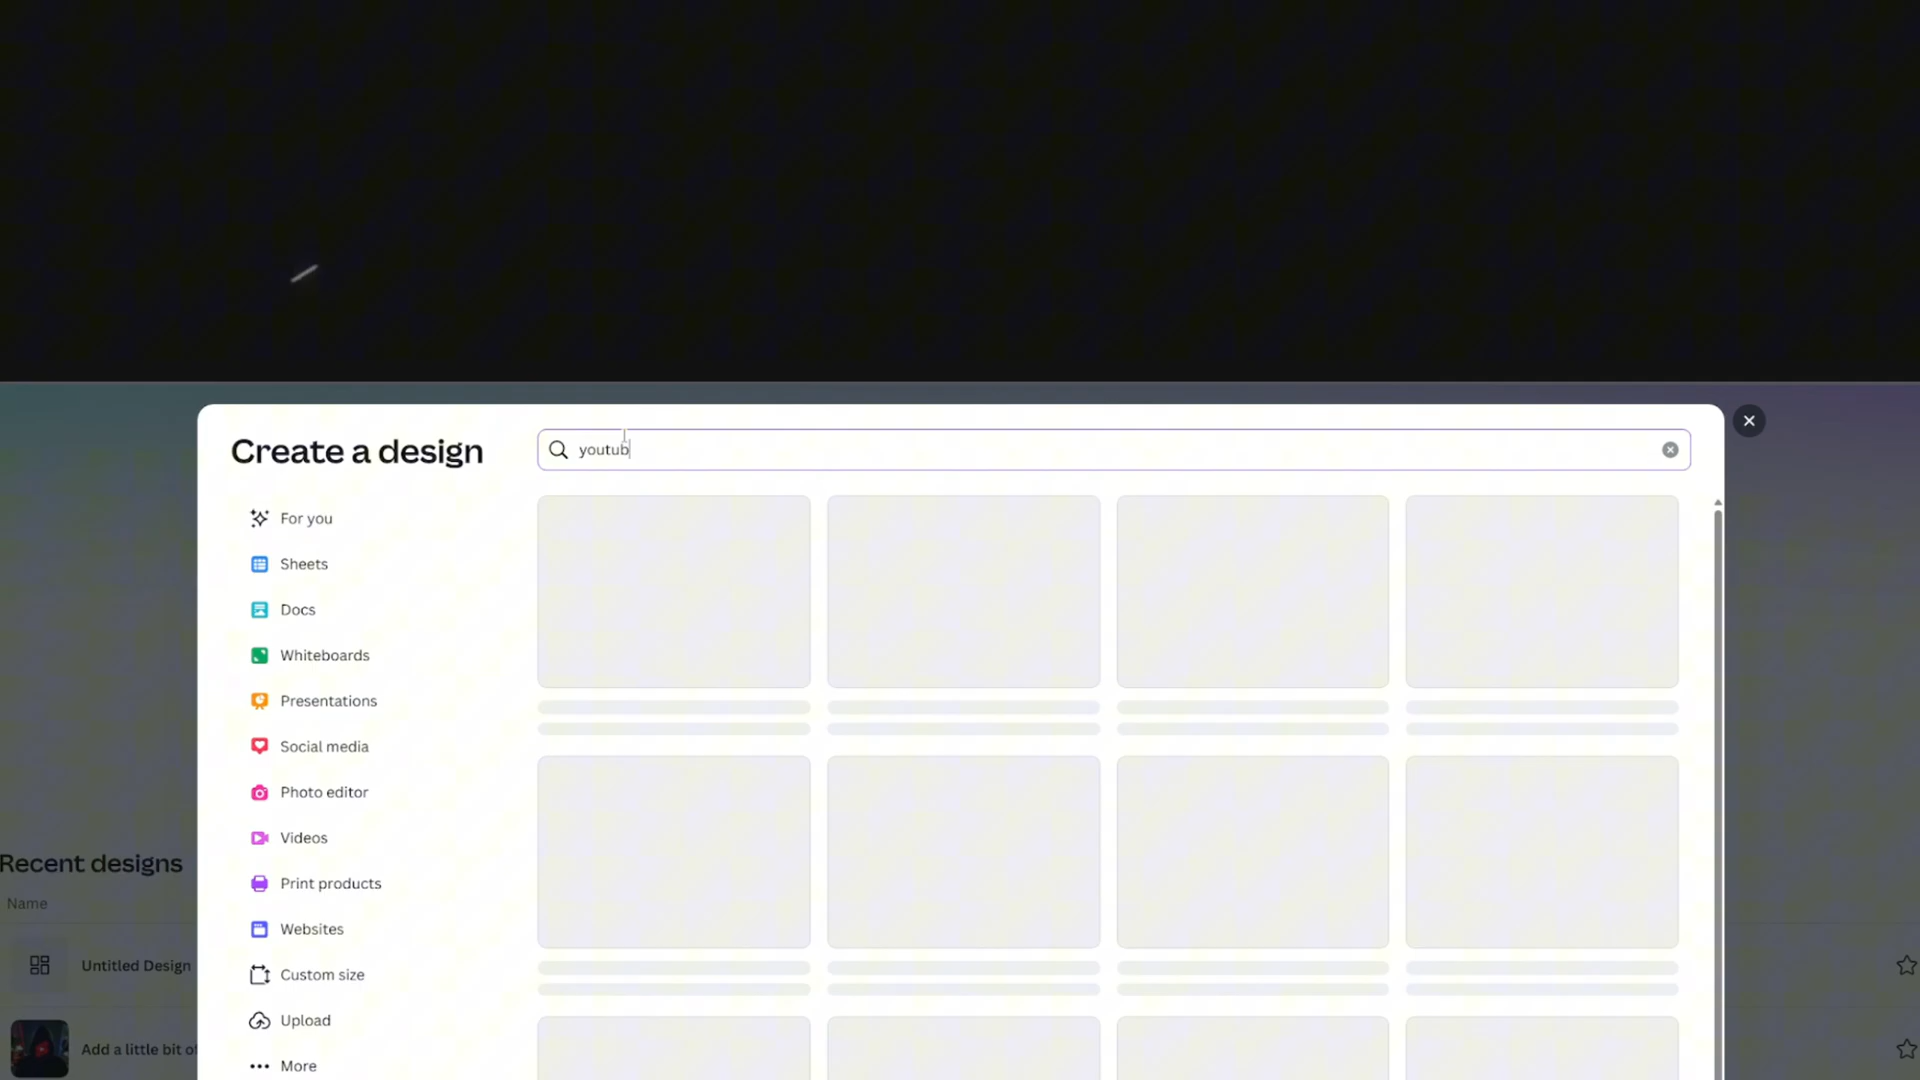 Create a design
youtub
For you
Sheets
Docs
Whiteboards
Presentations
Social media
Photo editor
Videos
Print products
Websites
Custom size
Upload
More
Recent designs
Name
Untitled Design
Add a little bit of